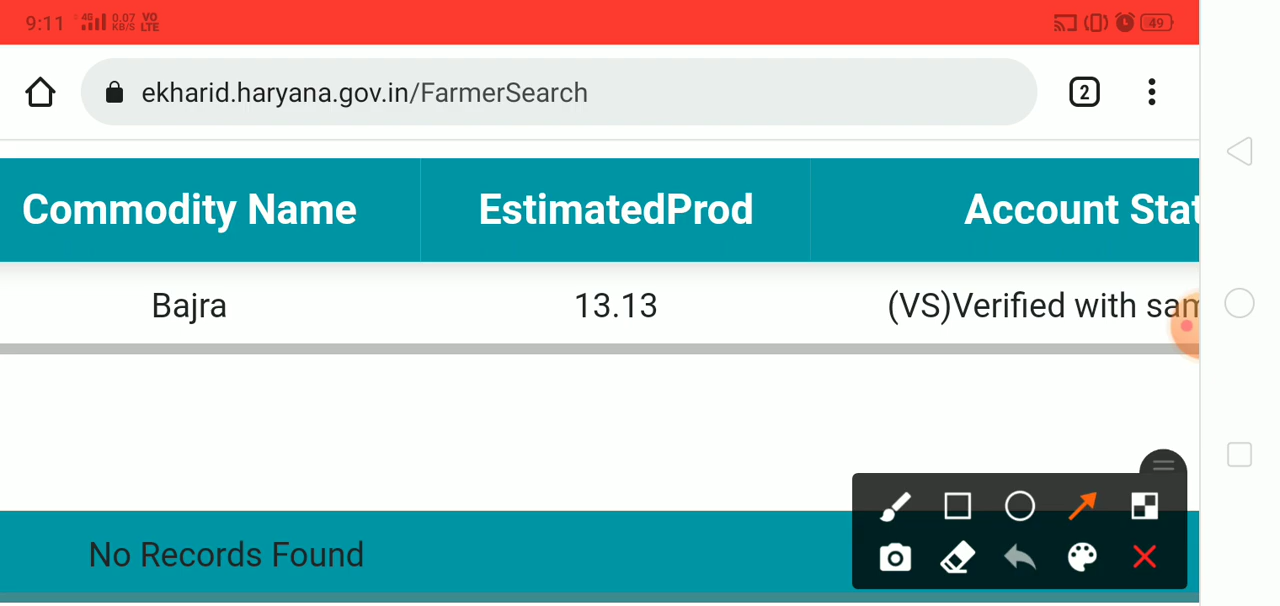 9:11 4G 0.07 KB/S VO LTE 49
ekharid.haryana.gov.in/FarmerSearch 2
Commodity Name EstimatedProd Account Stat
Bajra 13.13 (VS)Verified with sam
No Records Found